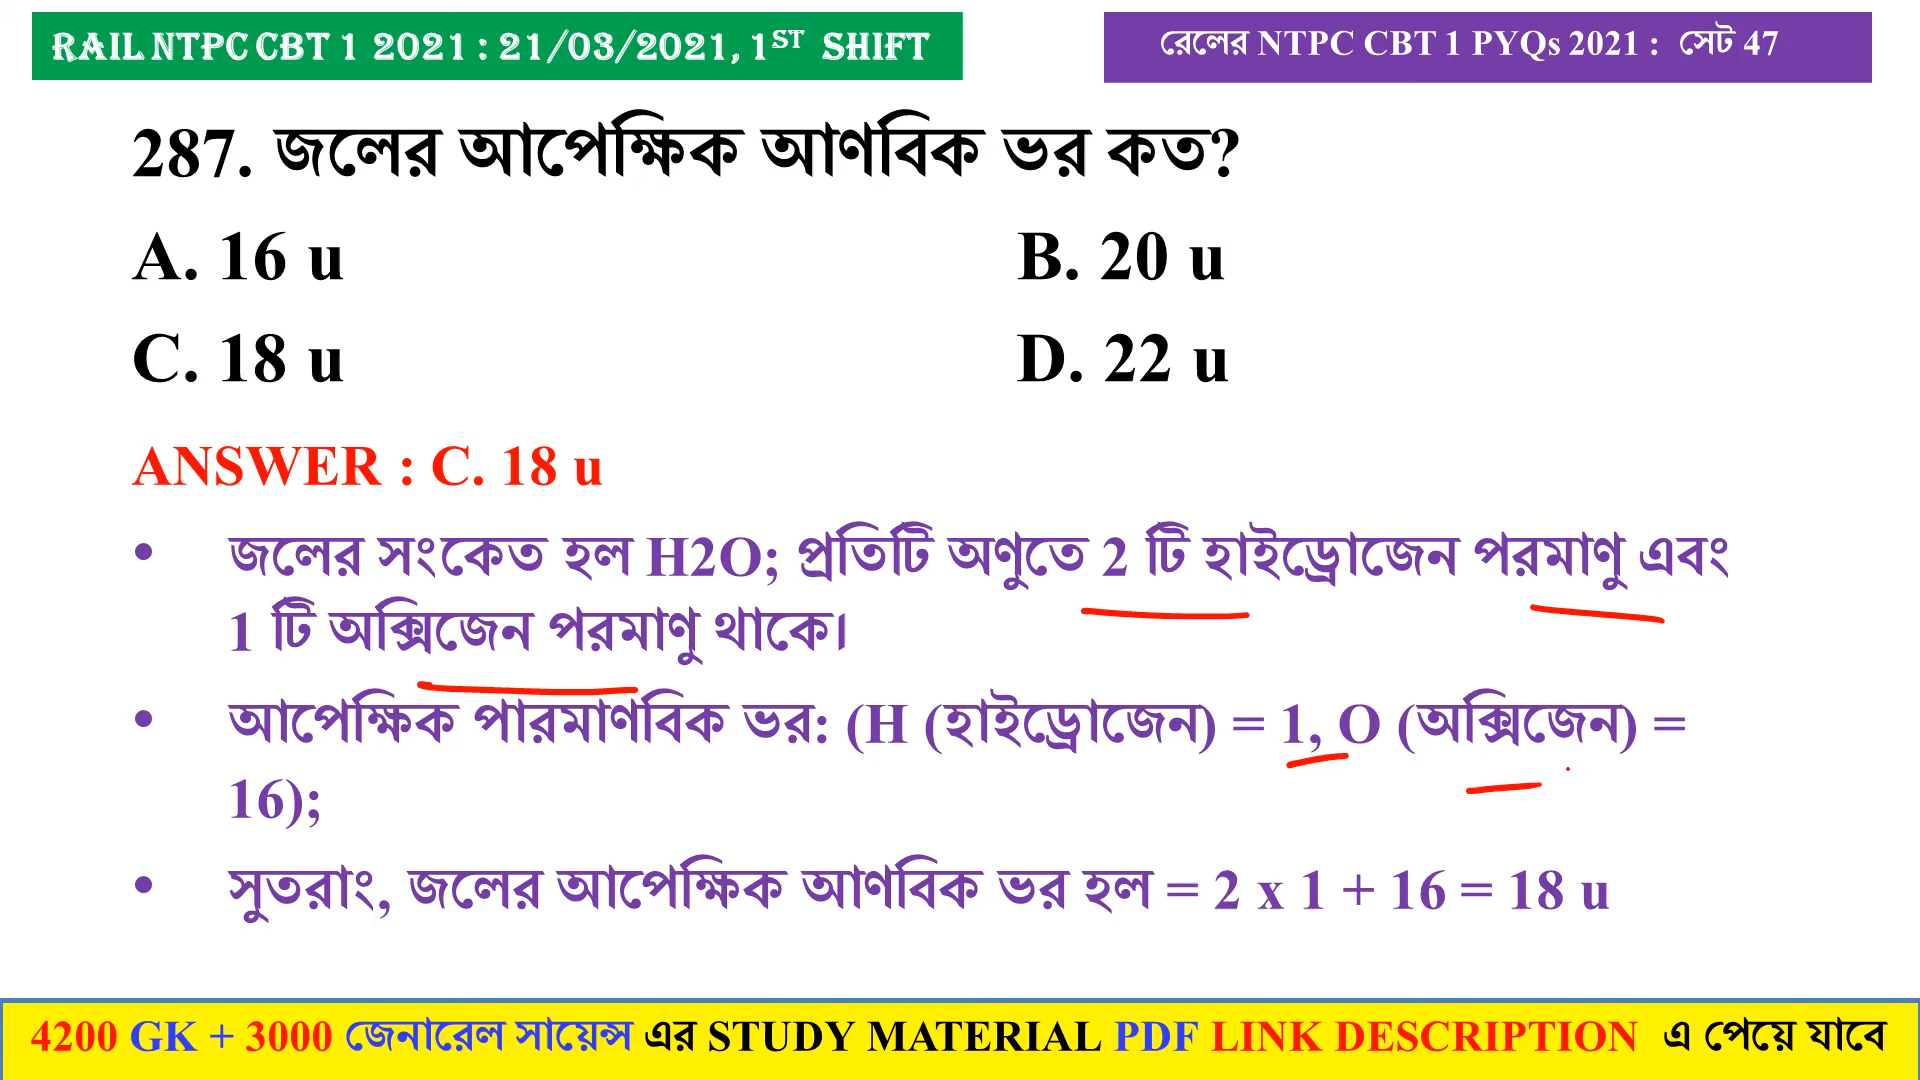 RAIL NTPC CBT 1 2021 : 21/03/2021, 1ST SHIFT
রেলের NTPC CBT 1 PYQs 2021 : সেট 47
287. জলের আপেক্ষিক আণবিক ভর কত?
A. 16 u B. 20 u
C. 18 u D. 22 u
ANSWER : C. 18 u
• জলের সংকেত হল H2O; প্রতিটি অণুতে 2 টি হাইড্রোজেন পরমাণু এবং
1 টি অক্সিজেন পরমাণু থাকে।
• আপেক্ষিক পারমাণবিক ভর: (H (হাইড্রোজেন) = 1, O (অক্সিজেন) =
16);
• সুতরাং, জলের আপেক্ষিক আণবিক ভর হল = 2 x 1 + 16 = 18 u
4200 GK + 3000 জেনারেল সায়েন্স এর STUDY MATERIAL PDF LINK DESCRIPTION এ পেয়ে যাবে